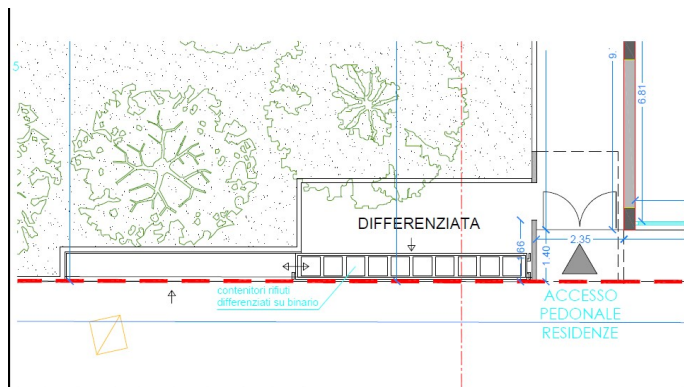 5
9.
6.81
DIFFERENZIATA
.66
2.35
1.40
contenitori rifiuti
differenziati su binario
ACCESSO
PEDONALE
RESIDENZE